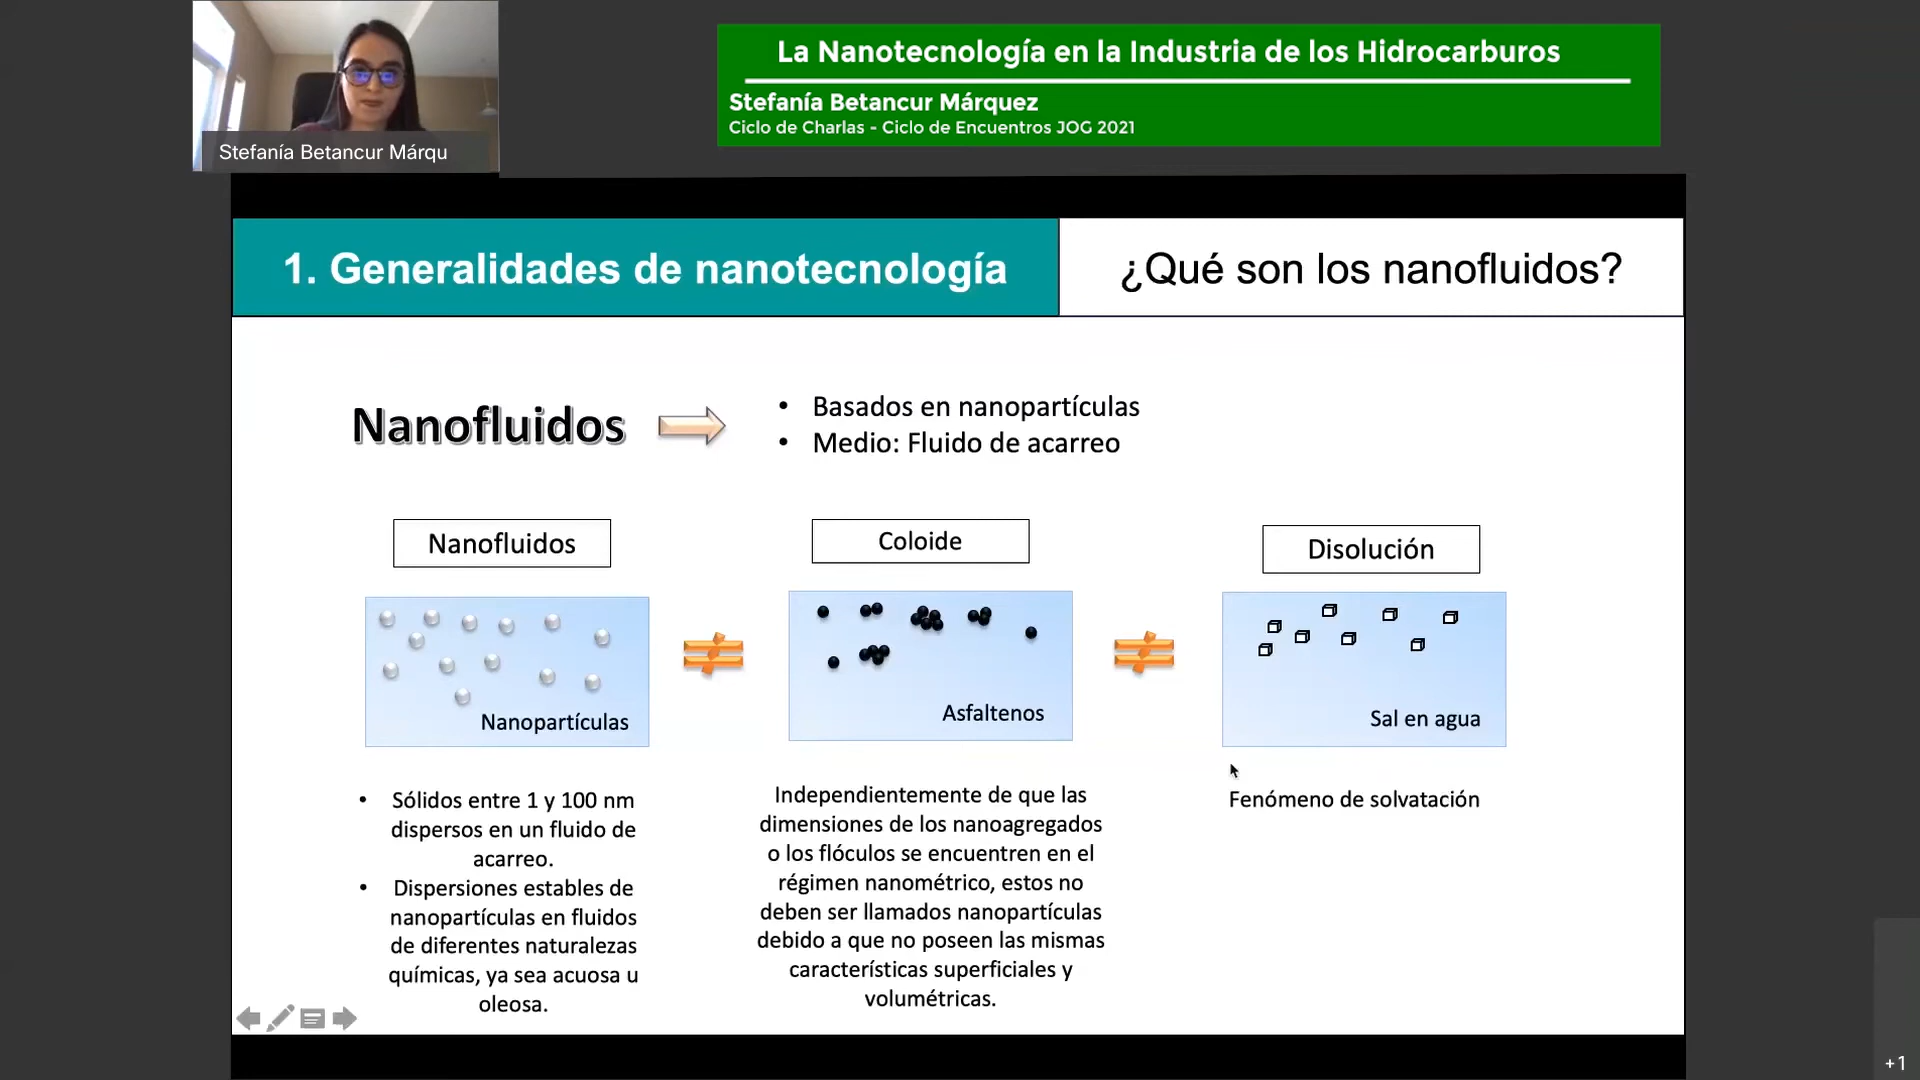 La Nanotecnología en la Industria de los Hidrocarburos
Stefanía Betancur Márquez
Ciclo de Charlas - Ciclo de Encuentros JOG 2021
Stefanía Betancur Márqu
1. Generalidades de nanotecnología
¿Qué son los nanofluidos?
Nanofluidos
• Basados en nanopartículas
• Medio: Fluido de acarreo
Nanofluidos
Nanopartículas
• Sólidos entre 1 y 100 nm
dispersos en un fluido de
acarreo.
• Dispersiones estables de
nanopartículas en fluidos
de diferentes naturalezas
químicas, ya sea acuosa u
oleosa.
Coloide
Asfaltenos
Independientemente de que las
dimensiones de los nanoagregados
o los flóculos se encuentren en el
régimen nanométrico, estos no
deben ser llamados nanopartículas
debido a que no poseen las mismas
características superficiales y
volumétricas.
Disolución
Sal en agua
Fenómeno de solvatación
+1